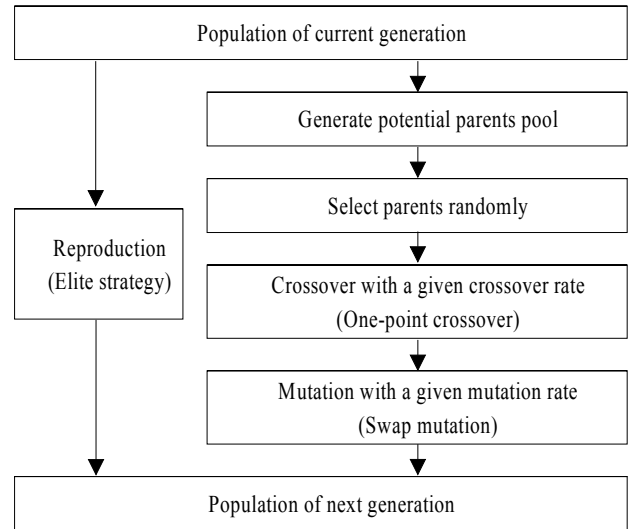 Population of current generation
Generate potential parents pool
Select parents randomly
Reproduction
(Elite strategy)
Crossover with a given crossover rate
(One-point crossover)
Mutation with a given mutation rate
(Swap mutation)
Population of next generation